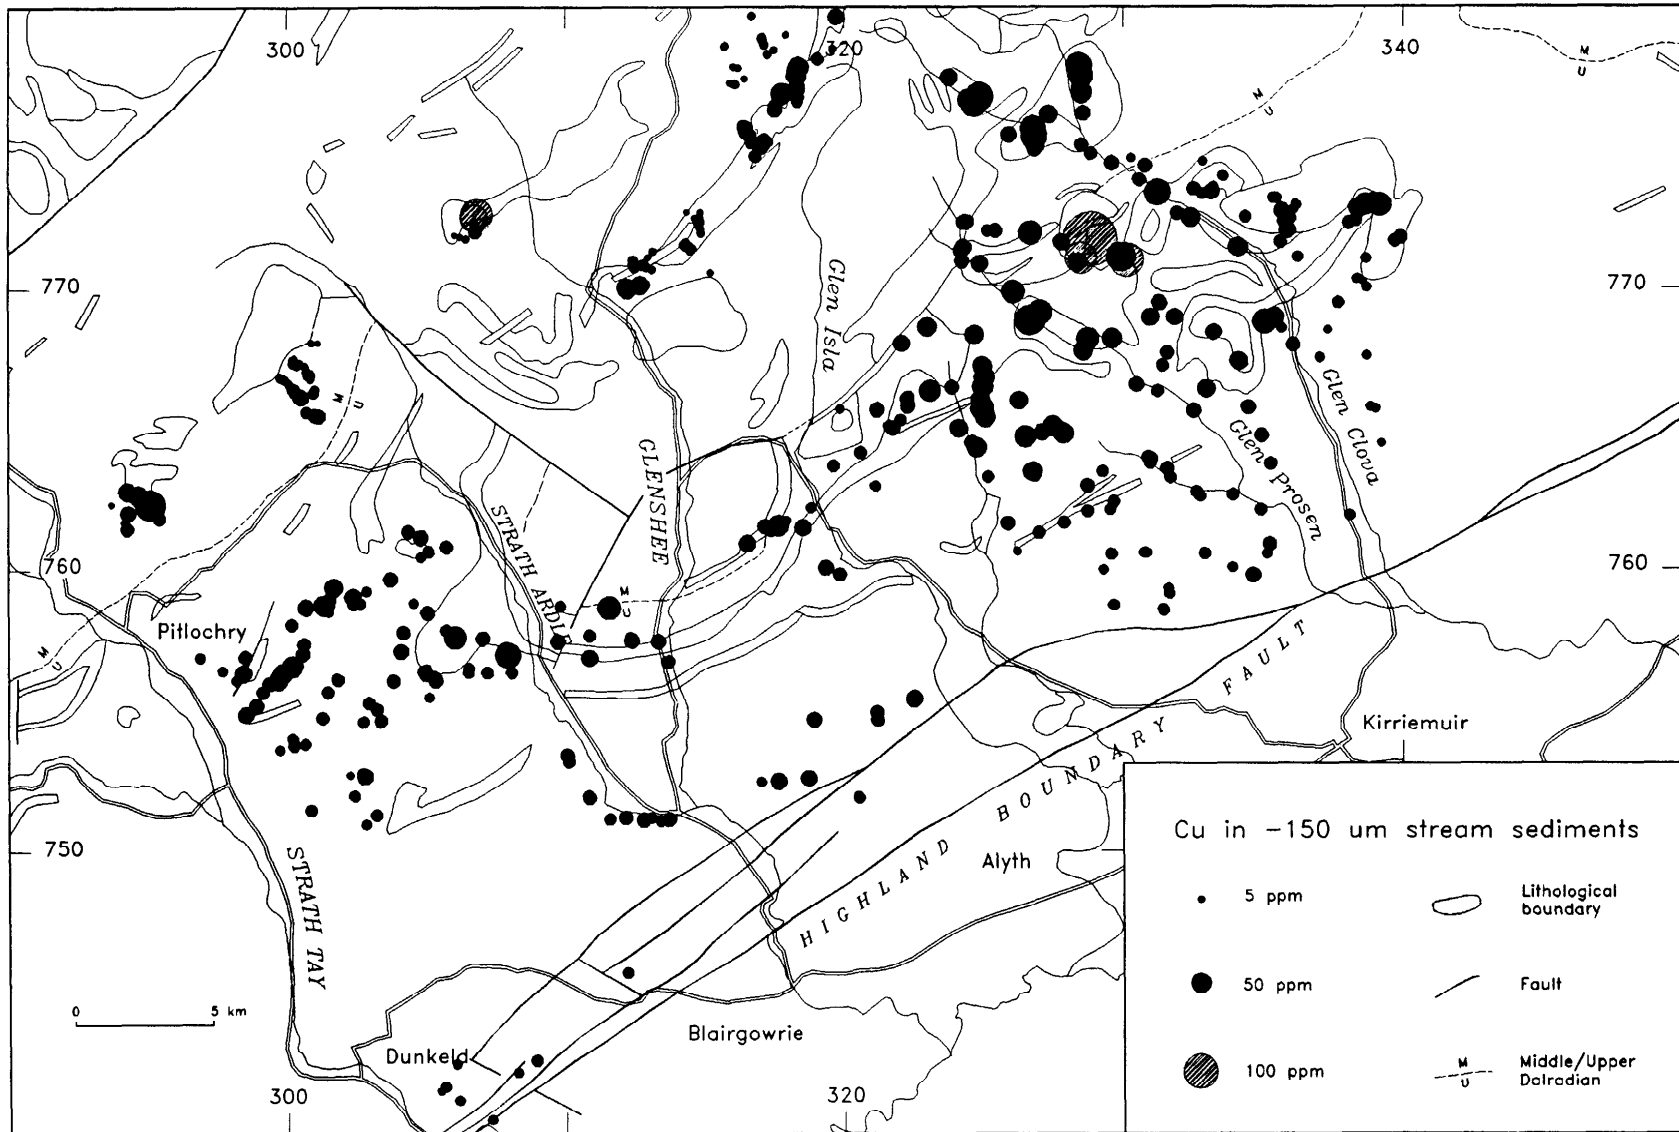 300
320
340
M
U
M
U
770
770
Glen Isla
M
U
Glen Clova
Glen Prosen
GLENSHEE
STRATH ARDLE
760
760
M
U
Pitlochry
M
U
HIGHLAND BOUNDARY FAULT
Kirriemuir
750
Alyth
STRATH TAY
0 5 km
Blairgowrie
Dunkeld
300
320
Cu in -150 um stream sediments
5 ppm
Lithological
boundary
50 ppm
Fault
100 ppm
M
U
Middle/Upper
Dalradian